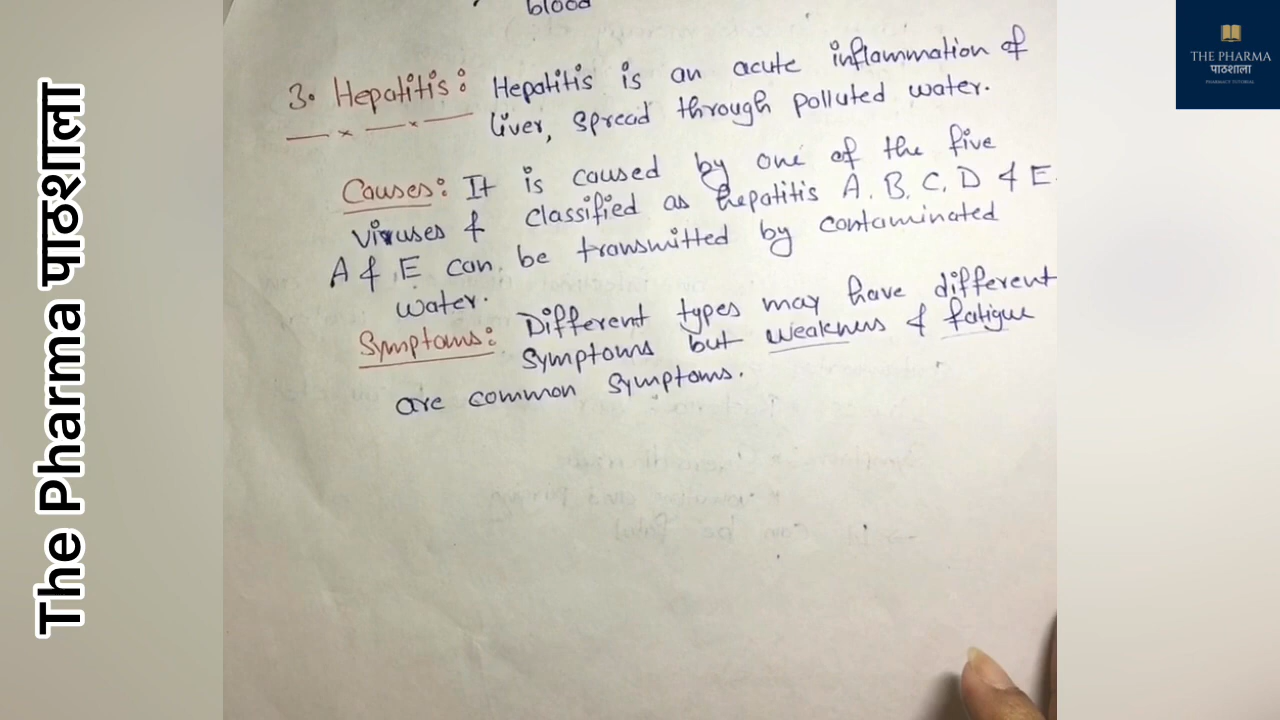 blood
3. Hepatitis: Hepatitis is an acute inflammation of
liver, spread through polluted water.
Causes: It is caused by one of the five
viruses & classified as hepatitis A, B, C, D & E.
A & E can be transmitted by contaminated
water.
Symptoms: Different types may have different
symptoms but weakness & fatigue
are common symptoms.
The Pharma पाठशाला
THE PHARMA
पाठशाला
PHARMACY TUTORIAL